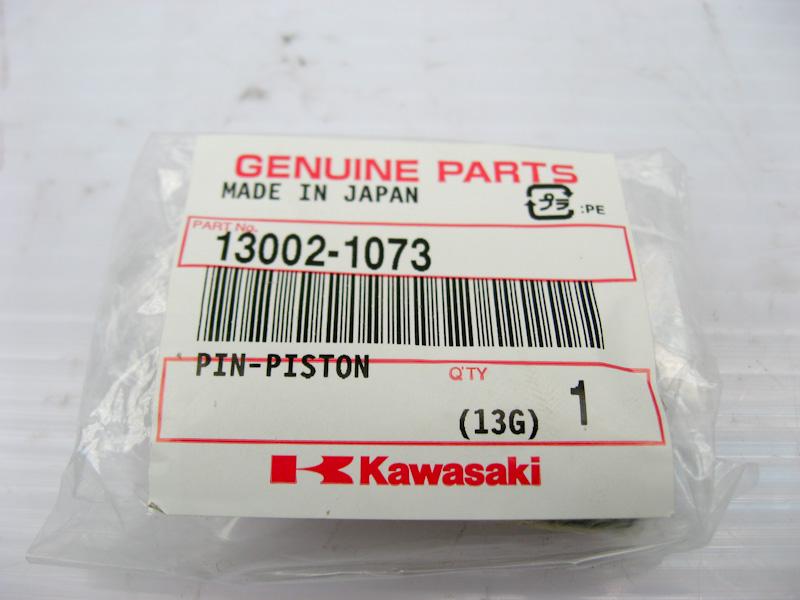 GENUINE PARTS
MADE IN JAPAN
プラ :PE
PART No.
13002-1073
PIN-PISTON
Q'TY
(13G) 1
Kawasaki